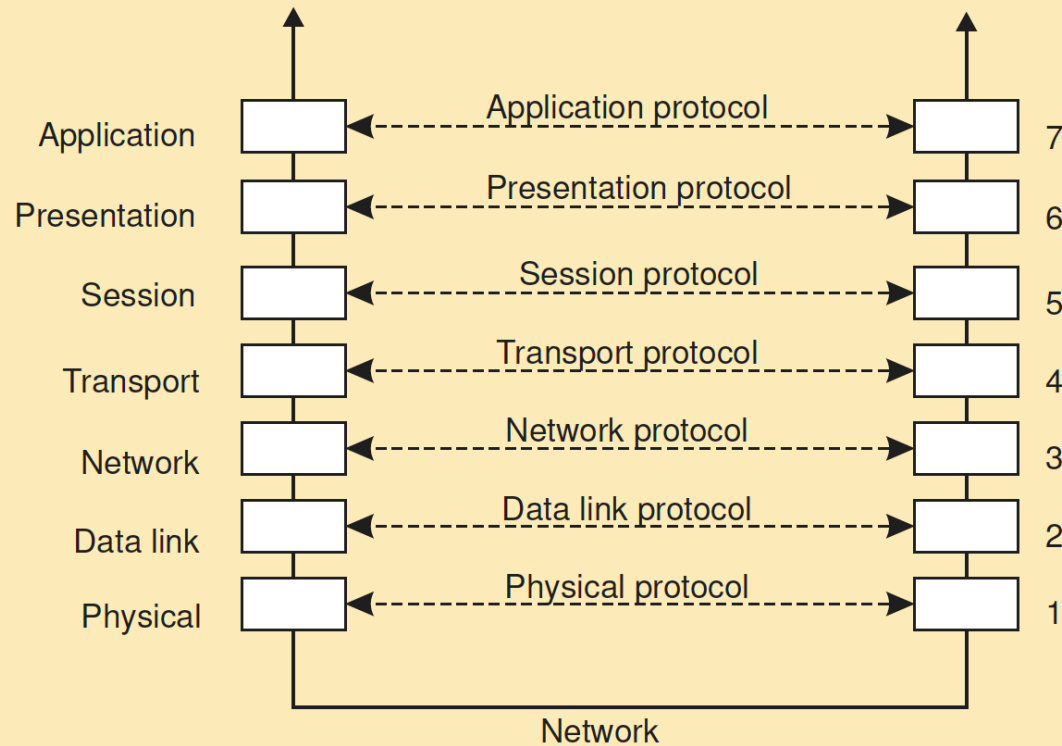 Application protocol
Application
7
Presentation protocol
Presentation
6
Session protocol
Session
5
Transport protocol
Transport
4
Network protocol
Network
3
Data link protocol
Data link
2
Physical protocol
Physical
1
Network